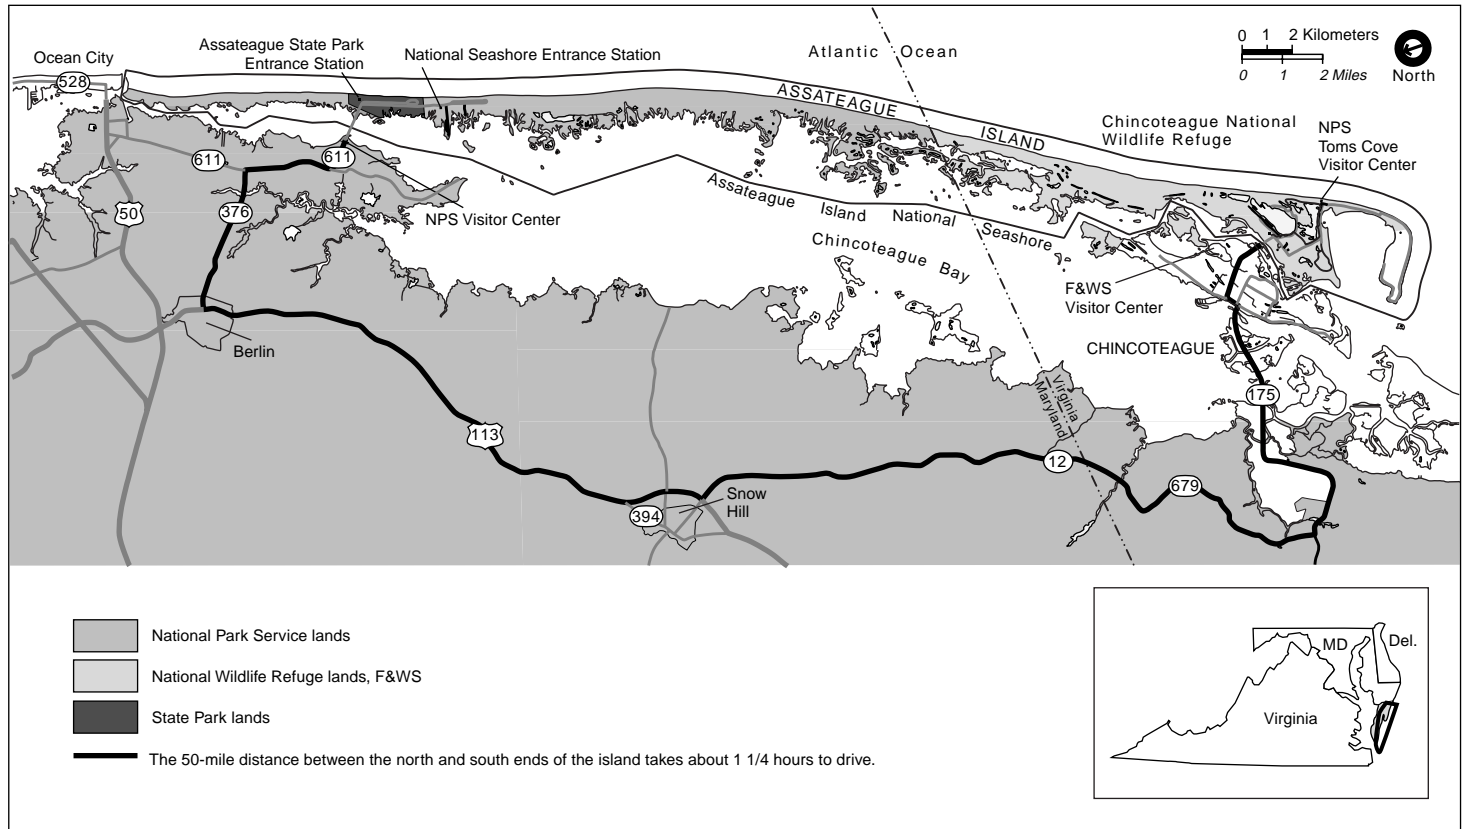 Ocean City
528
Assateague State Park
Entrance Station
National Seashore Entrance Station
Atlantic Ocean
0 1 2 Kilometers
0 1 2 Miles
North
ASSATEAGUE ISLAND
Chincoteague National
Wildlife Refuge
NPS
Toms Cove
Visitor Center
611
611
50
376
NPS Visitor Center
Assateague Island National Seashore
Chincoteague Bay
F&WS
Visitor Center
Berlin
CHINCOTEAGUE
Virginia
Maryland
175
113
12
679
Snow
Hill
394
National Park Service lands
National Wildlife Refuge lands, F&WS
State Park lands
The 50-mile distance between the north and south ends of the island takes about 1 1/4 hours to drive.
MD
Del.
Virginia